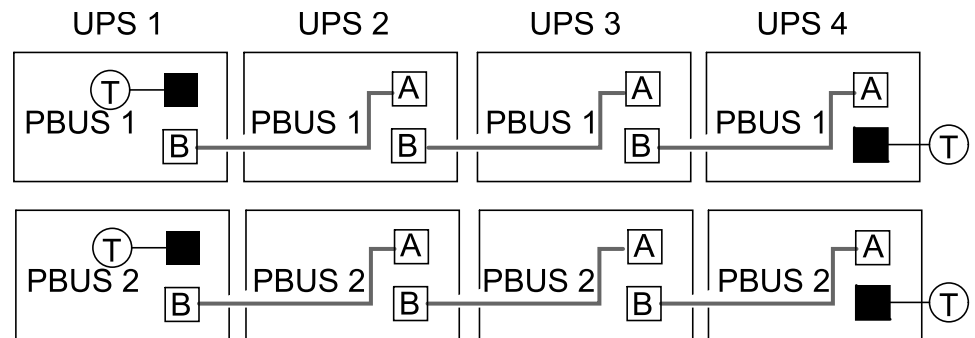 UPS 1 UPS 2 UPS 3 UPS 4
T A A A
PBUS 1 PBUS 1 PBUS 1 PBUS 1
B B B T
T A A A
PBUS 2 PBUS 2 PBUS 2 PBUS 2
B B B T